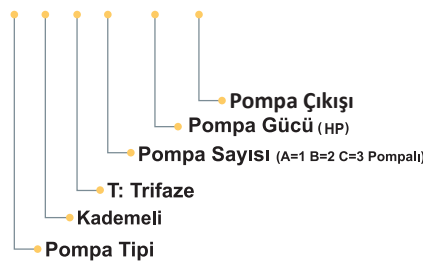 Pompa Çıkışı
Pompa Gücü (HP)
Pompa Sayısı (A=1 B=2 C=3 Pompalı)
T: Trifaze
Kademeli
Pompa Tipi